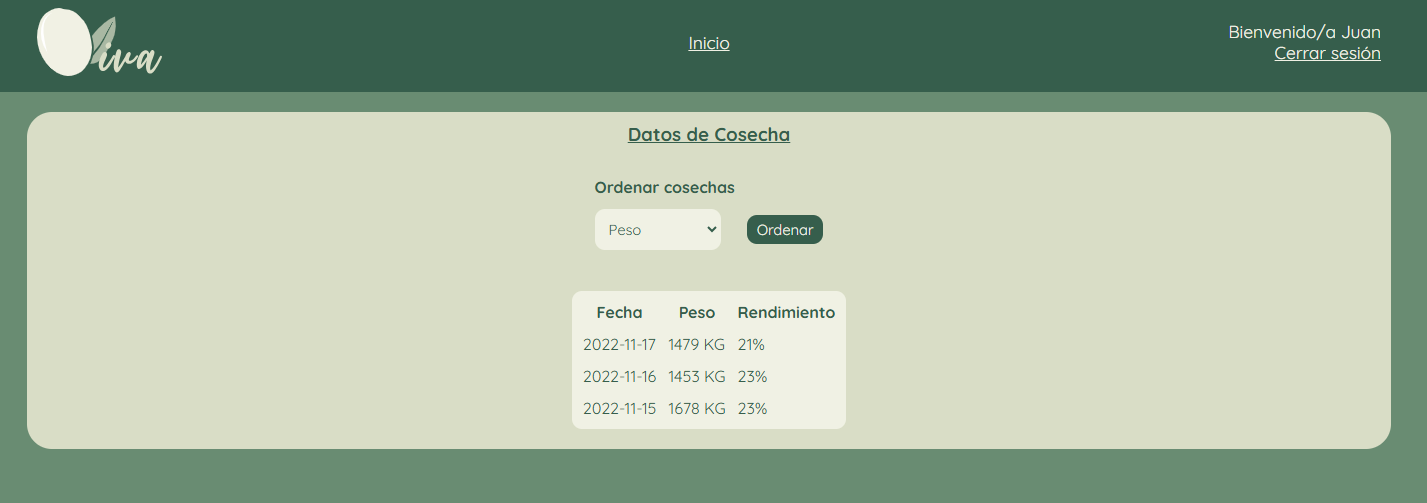 Oliva
Inicio
Bienvenido/a Juan
Cerrar sesión
Datos de Cosecha
Ordenar cosechas
Peso
Ordenar
Fecha Peso Rendimiento
2022-11-17 1479 KG 21%
2022-11-16 1453 KG 23%
2022-11-15 1678 KG 23%